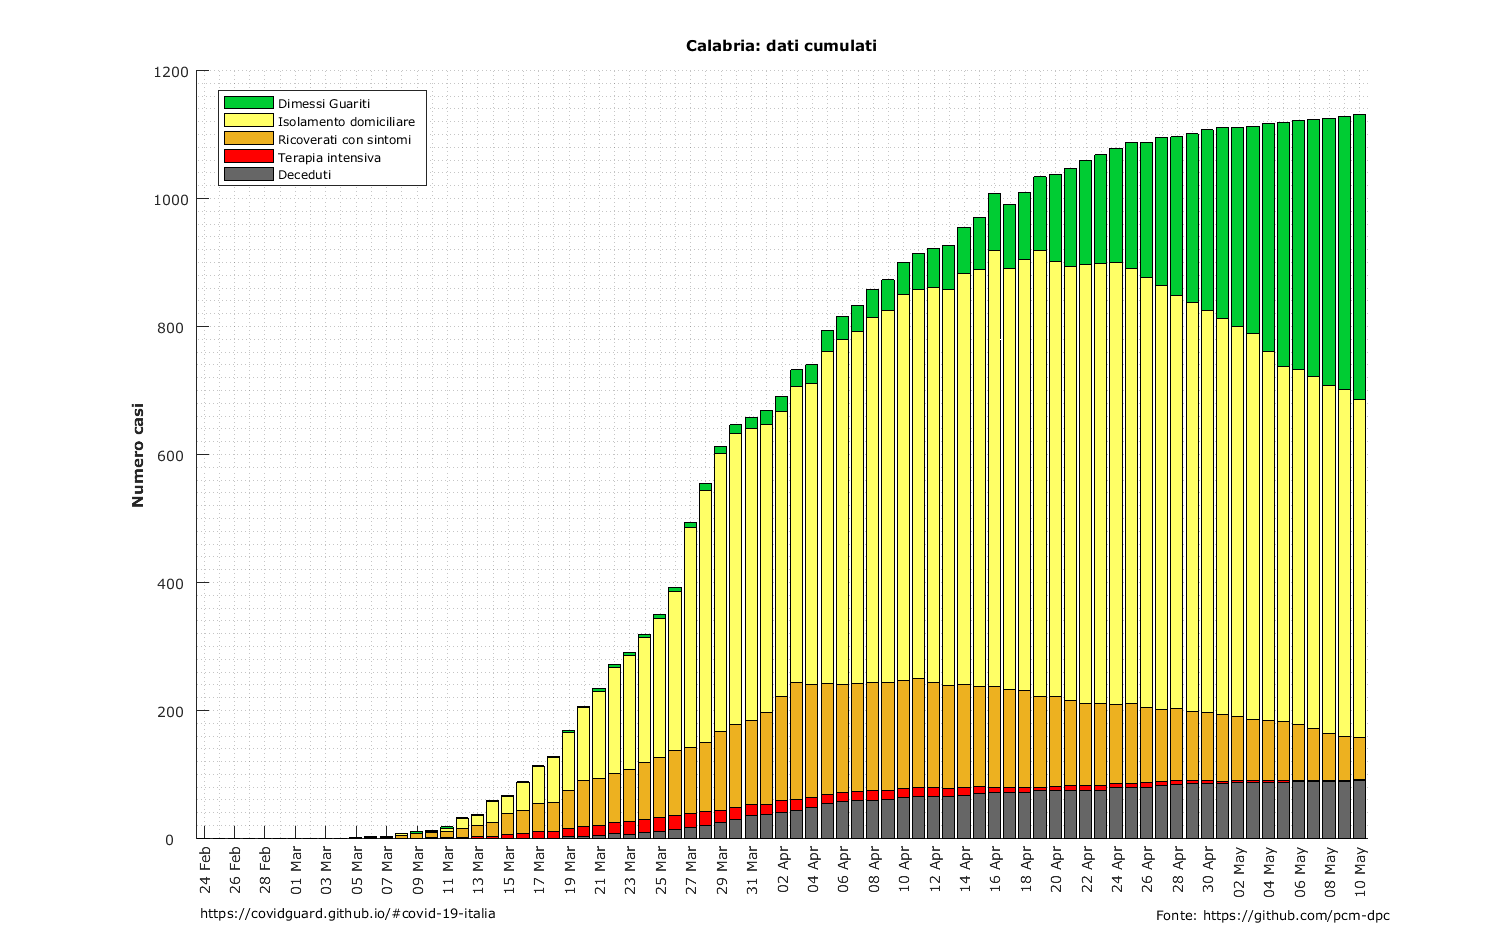 Calabria: dati cumulati
Numero casi
1200
1000
800
600
400
200
0
Dimessi Guariti
Isolamento domiciliare
Ricoverati con sintomi
Terapia intensiva
Deceduti
24 Feb
26 Feb
28 Feb
01 Mar
03 Mar
05 Mar
07 Mar
09 Mar
11 Mar
13 Mar
15 Mar
17 Mar
19 Mar
21 Mar
23 Mar
25 Mar
27 Mar
29 Mar
31 Mar
02 Apr
04 Apr
06 Apr
08 Apr
10 Apr
12 Apr
14 Apr
16 Apr
18 Apr
20 Apr
22 Apr
24 Apr
26 Apr
28 Apr
30 Apr
02 May
04 May
06 May
08 May
10 May
https://covidguard.github.io/#covid-19-italia
Fonte: https://github.com/pcm-dpc